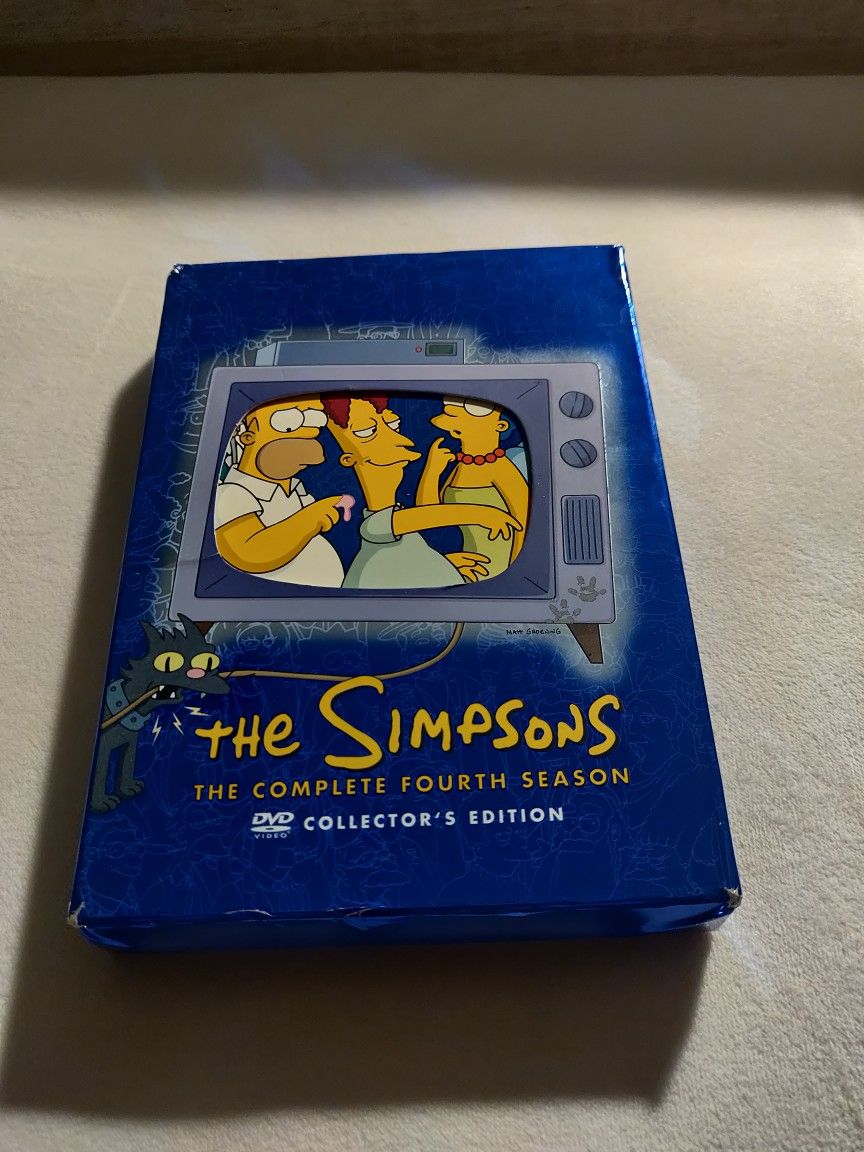 MATT GROENING
THE SIMPSONS
THE COMPLETE FOURTH SEASON
DVD VIDEO COLLECTOR'S EDITION